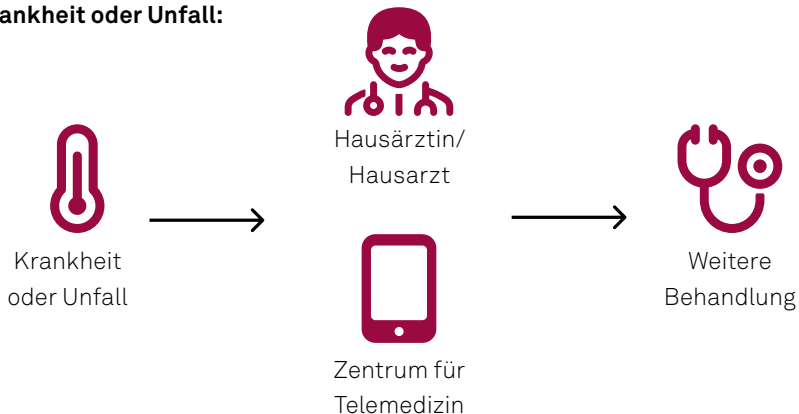 ankheit oder Unfall:
Krankheit
oder Unfall
Hausärztin/
Hausarzt
Zentrum für
Telemedizin
Weitere
Behandlung